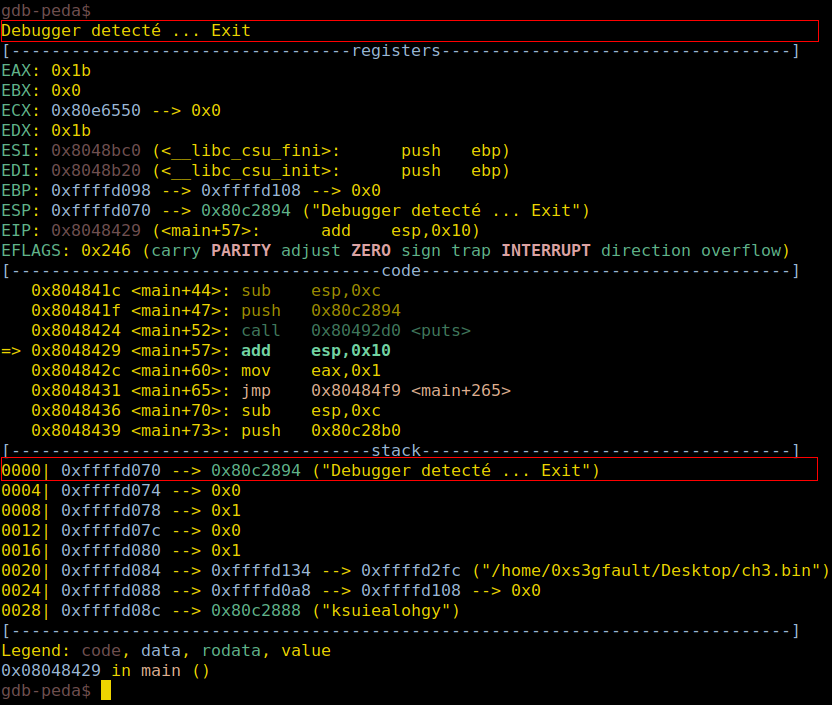 gdb-peda$
Debugger detecté ... Exit
[----------------------------------registers-----------------------------------]
EAX: 0x1b
EBX: 0x0
ECX: 0x80e6550 --> 0x0
EDX: 0x1b
ESI: 0x8048bc0 (<__libc_csu_fini>:      push   ebp)
EDI: 0x8048b20 (<__libc_csu_init>:      push   ebp)
EBP: 0xffffd098 --> 0xffffd108 --> 0x0
ESP: 0xffffd070 --> 0x80c2894 ("Debugger detecté ... Exit")
EIP: 0x8048429 (<main+57>:      add    esp,0x10)
EFLAGS: 0x246 (carry PARITY adjust ZERO sign trap INTERRUPT direction overflow)
[-------------------------------------code-------------------------------------]
   0x804841c <main+44>: sub    esp,0xc
   0x804841f <main+47>: push   0x80c2894
   0x8048424 <main+52>: call   0x80492d0 <puts>
=> 0x8048429 <main+57>: add    esp,0x10
   0x804842c <main+60>: mov    eax,0x1
   0x8048431 <main+65>: jmp    0x80484f9 <main+265>
   0x8048436 <main+70>: sub    esp,0xc
   0x8048439 <main+73>: push   0x80c28b0
[------------------------------------stack-------------------------------------]
0000| 0xffffd070 --> 0x80c2894 ("Debugger detecté ... Exit")
0004| 0xffffd074 --> 0x0
0008| 0xffffd078 --> 0x1
0012| 0xffffd07c --> 0x0
0016| 0xffffd080 --> 0x1
0020| 0xffffd084 --> 0xffffd134 --> 0xffffd2fc ("/home/0xs3gfault/Desktop/ch3.bin")
0024| 0xffffd088 --> 0xffffd0a8 --> 0xffffd108 --> 0x0
0028| 0xffffd08c --> 0x80c2888 ("ksuiealohgy")
[------------------------------------------------------------------------------]
Legend: code, data, rodata, value
0x08048429 in main ()
gdb-peda$